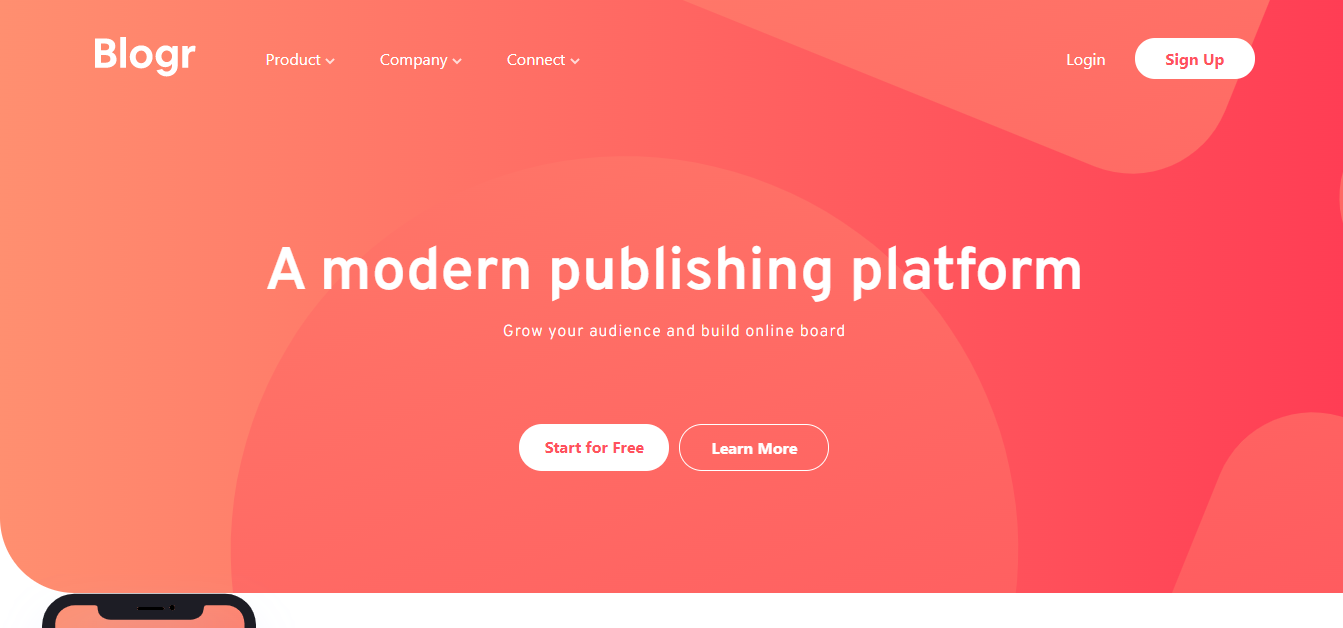 Blogr
Product
Company
Connect
Login
Sign Up
A modern publishing platform
Grow your audience and build online board
Start for Free
Learn More